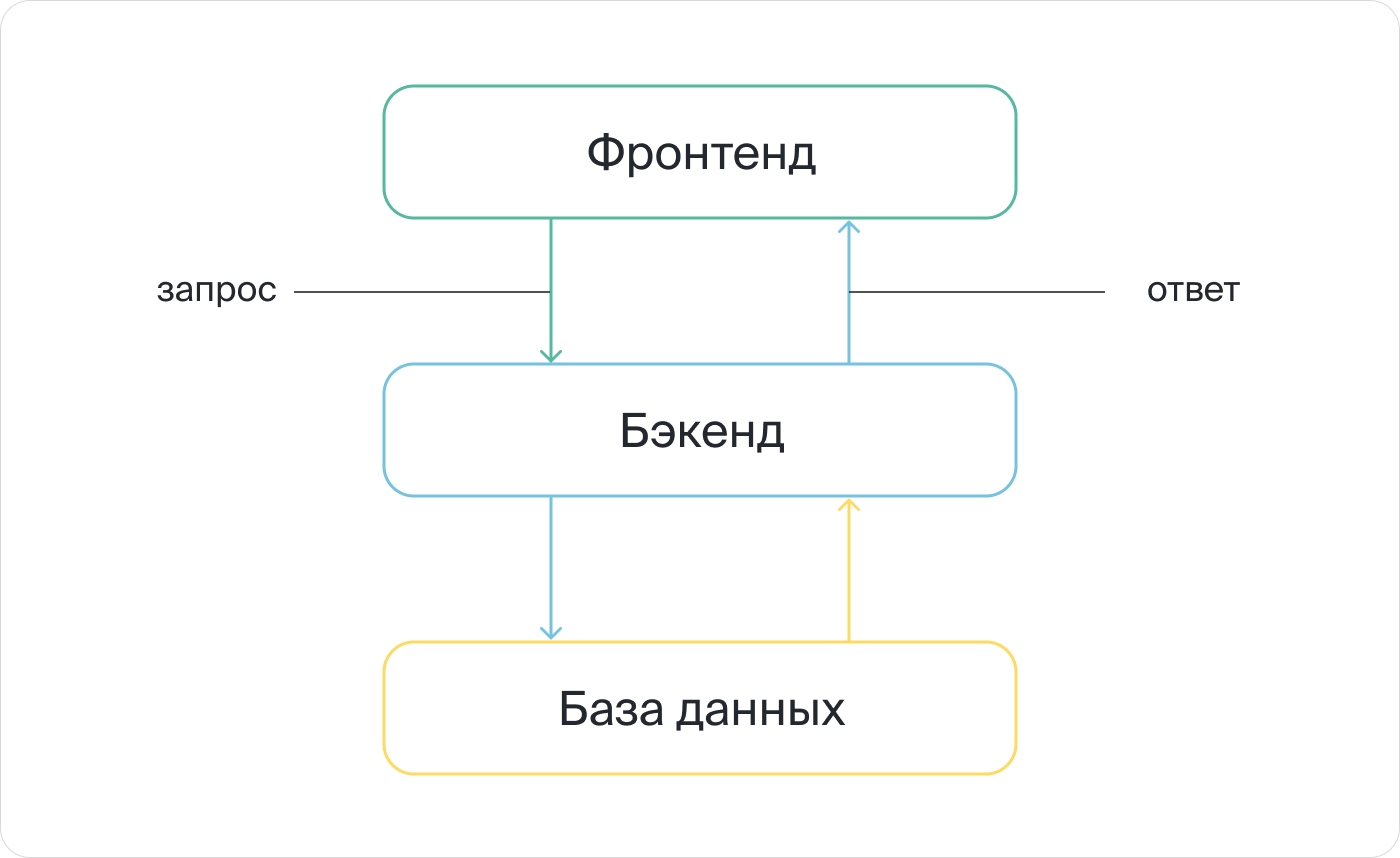 Фронтенд
запрос
ответ
Бэкенд
База данных